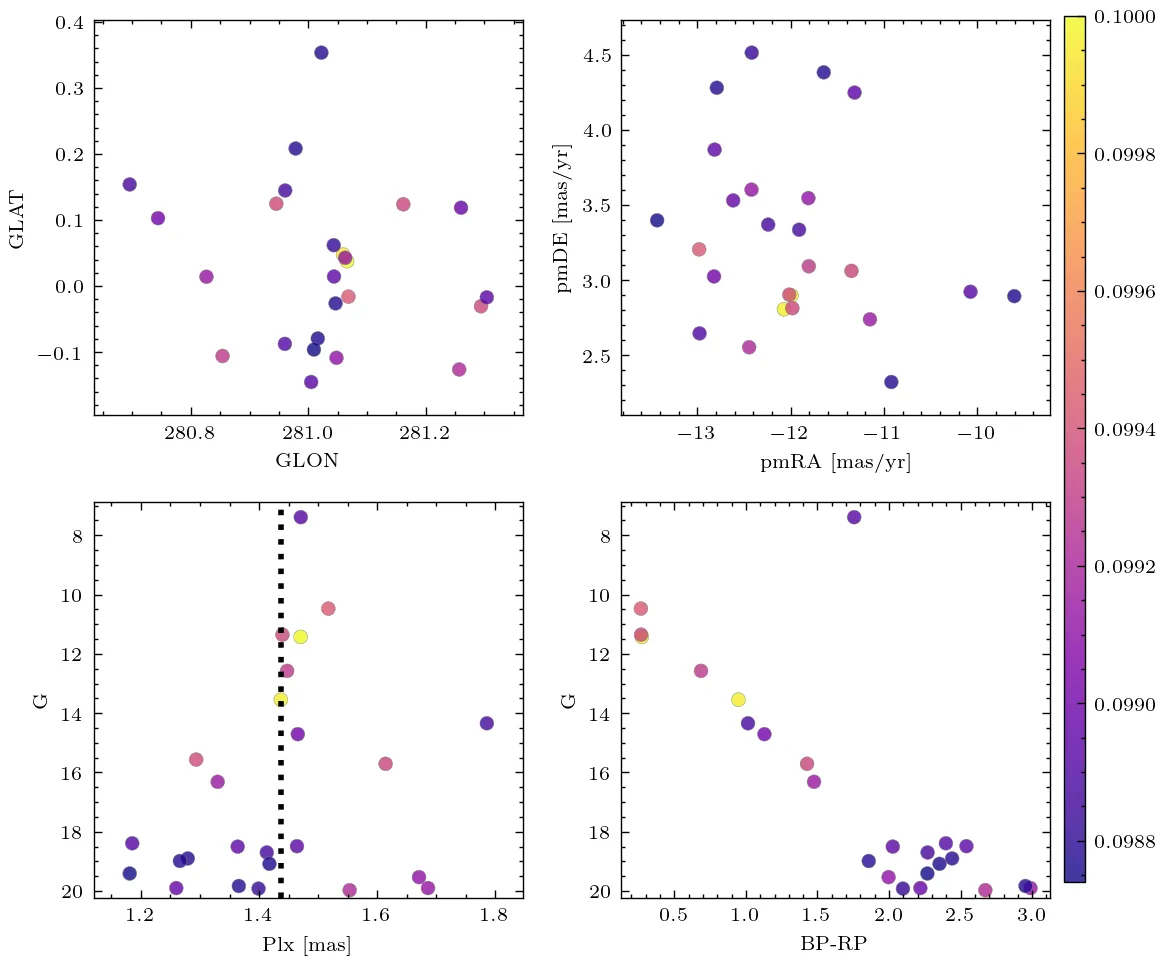 0.4
0.3
0.2
0.1
0.0
−0.1
GLAT
280.8 281.0 281.2
GLON
4.5
4.0
3.5
3.0
2.5
pmDE [mas/yr]
−13 −12 −11 −10
pmRA [mas/yr]
0.1000
0.0998
0.0996
0.0994
0.0992
0.0990
0.0988
8
10
12
14
16
18
20
G
1.2 1.4 1.6 1.8
Plx [mas]
8
10
12
14
16
18
20
G
0.5 1.0 1.5 2.0 2.5 3.0
BP-RP